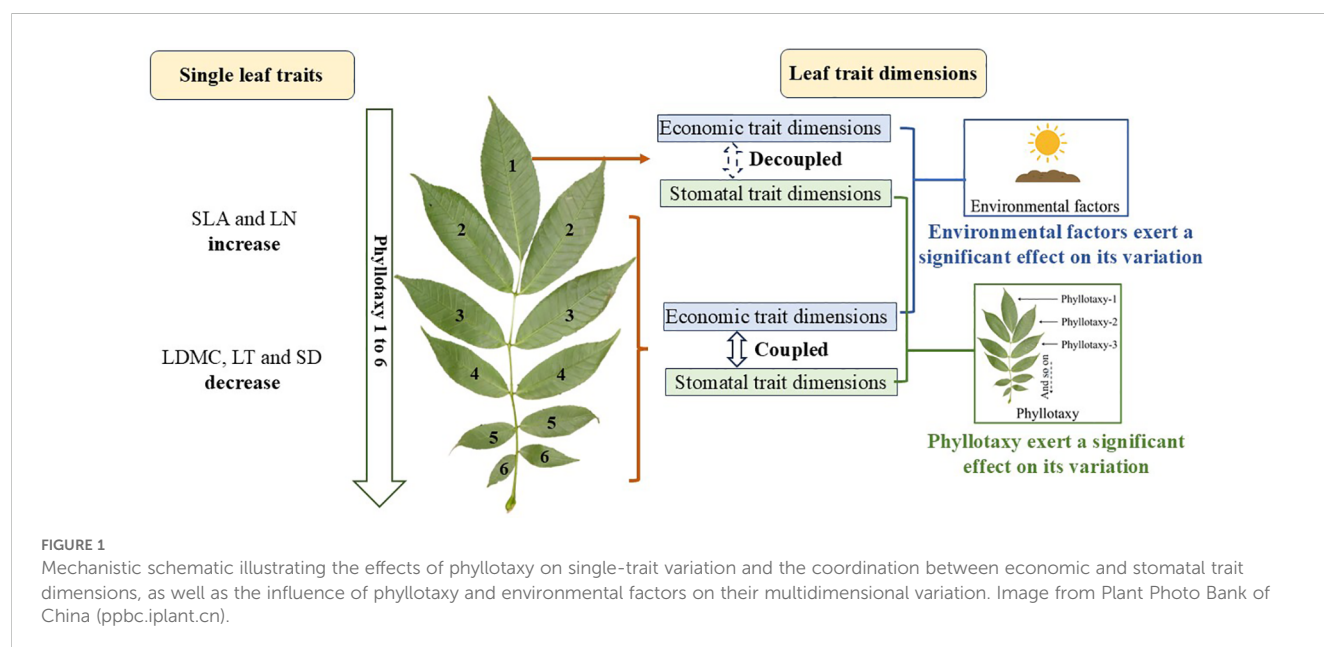 Single leaf traits
Leaf trait dimensions
SLA and LN
increase
LDMC, LT and SD
decrease
Phyllotaxy 1 to 6
1
2
2
3
3
4
4
5
5
6
6
Economic trait dimensions
Decoupled
Stomatal trait dimensions
Economic trait dimensions
Coupled
Stomatal trait dimensions
Environmental factors
Environmental factors exert a
significant effect on its variation
Phyllotaxy-1
Phyllotaxy-2
Phyllotaxy-3
And so on
Phyllotaxy
Phyllotaxy exert a significant
effect on its variation
FIGURE 1
Mechanistic schematic illustrating the effects of phyllotaxy on single-trait variation and the coordination between economic and stomatal trait
dimensions, as well as the influence of phyllotaxy and environmental factors on their multidimensional variation. Image from Plant Photo Bank of
China (ppbc.iplant.cn).